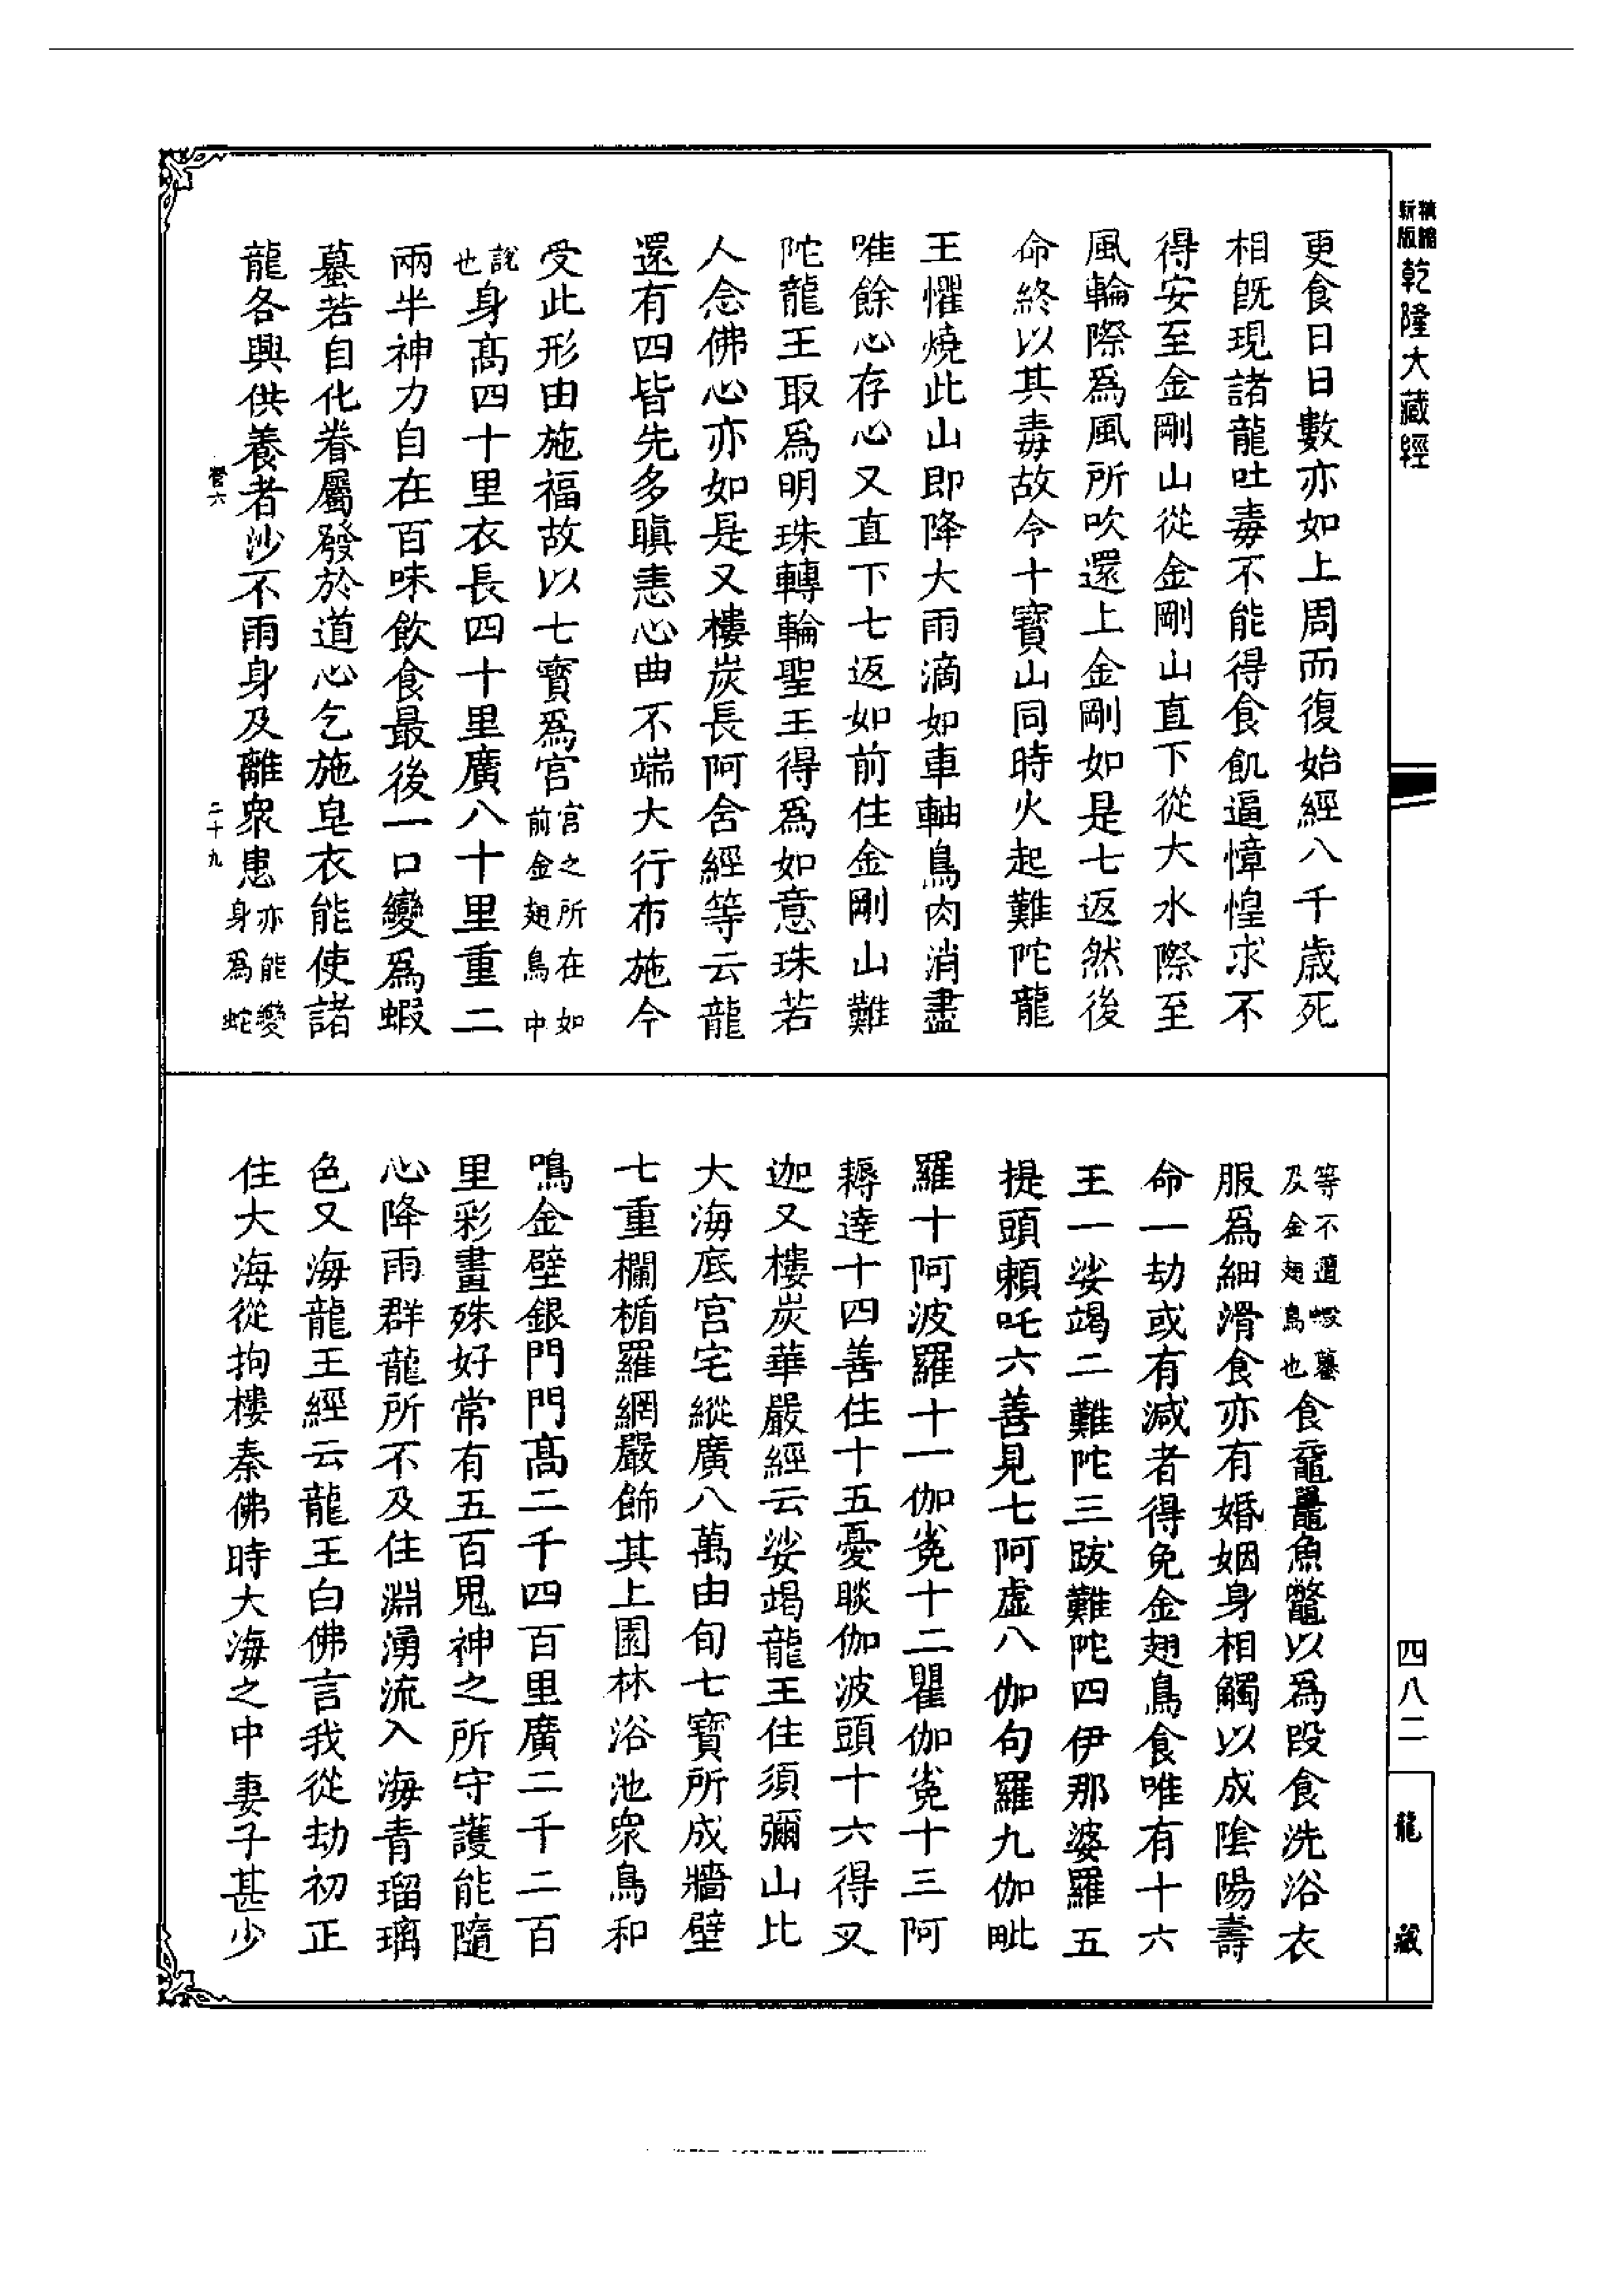 精縮
新版
乾隆大藏經
四八二
龍藏
更食日日數亦如上周而復始經八千歲死
相既現諸龍吐毒不能得食飢逼慞惶求不
得安至金剛山從金剛山直下從大水際至
風輪際爲風所吹還上金剛如是七返然後
命終以其毒故令十寶山同時火起難陀龍
王懼燒此山即降大雨滴如車軸鳥肉消盡
唯餘心存心又直下七返如前住金剛山難
陀龍王取爲明珠轉輪聖王得爲如意珠若
人念佛心亦如是又樓炭長阿含經等云龍
還有四皆先多瞋恚心曲不端大行布施今
受此形由施福故以七寶爲宮宮之所在如前金翅鳥中
說也身高四十里衣長四十里廣八十里重二
兩半神力自在百味飲食最後一口變爲蝦
蟇若自化眷屬發於道心乞施皂衣能使諸
龍各興供養者沙不雨身及離衆患亦能變身爲蛇
營六
二十九
等不遭蝦蟇及金翅鳥也食黿鼉魚鼈以爲段食洗浴衣
服爲細滑食亦有婚姻身相觸以成陰陽壽
命一劫或有減者得免金翅鳥食唯有十六
王一娑竭二難陀三跋難陀四伊那婆羅五
提頭賴吒六善見七阿虛八伽句羅九伽毗
羅十阿波羅十一伽㝹十二瞿伽㝹十三阿
耨達十四善住十五憂睒伽波頭十六得叉
迦又樓炭華嚴經云娑竭龍王住須彌山北
大海底宮宅縱廣八萬由旬七寶所成牆壁
七重欄楯羅網嚴飾其上園林浴池衆鳥和
鳴金壁銀門門高二千四百里廣二千二百
里彩畫殊好常有五百鬼神之所守護能隨
心降雨群龍所不及住淵湧流入海青瑠璃
色又海龍王經云龍王白佛言我從劫初正
住大海從拘樓秦佛時大海之中妻子甚少